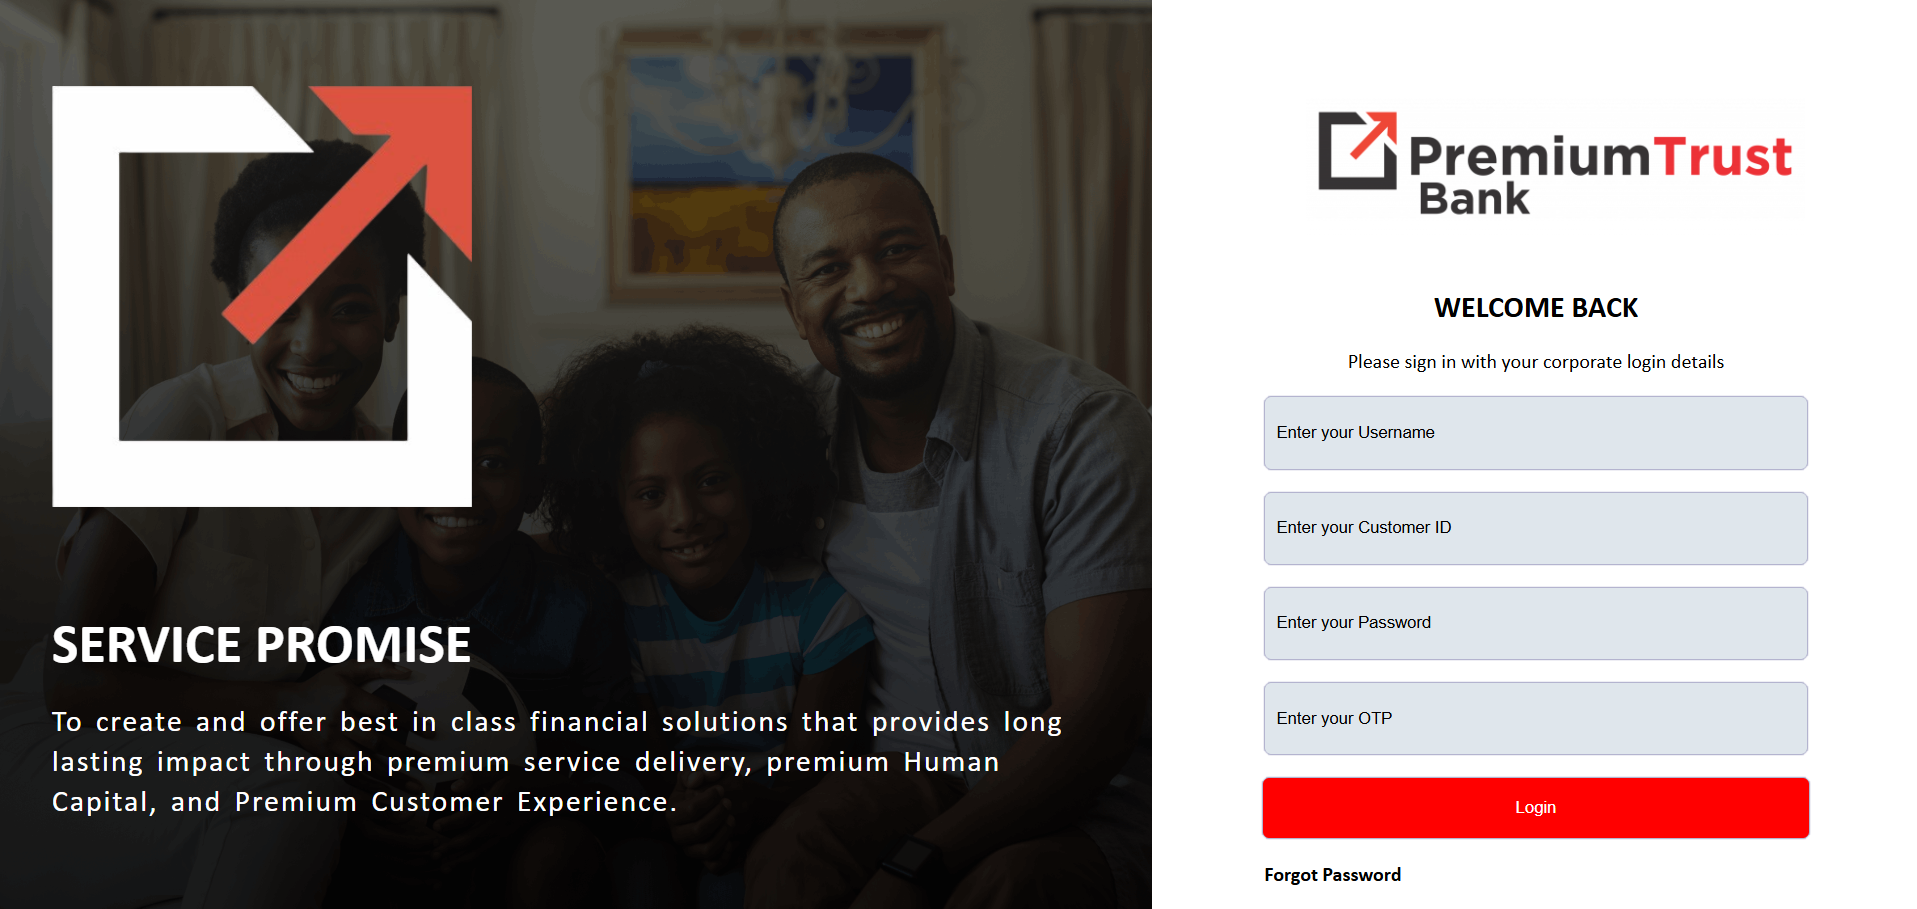 SERVICE PROMISE
To create and offer best in class financial solutions that provides long
lasting impact through premium service delivery, premium Human
Capital, and Premium Customer Experience.
PremiumTrust
Bank
WELCOME BACK
Please sign in with your corporate login details
Enter your Username
Enter your Customer ID
Enter your Password
Enter your OTP
Login
Forgot Password